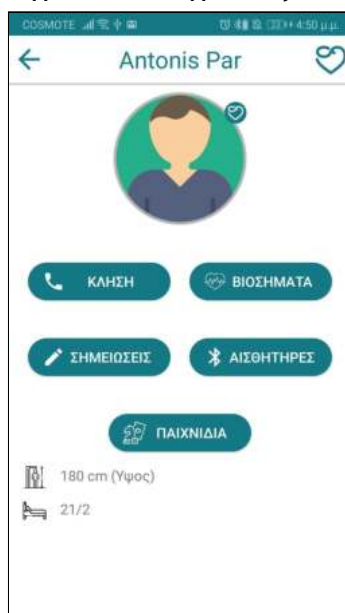 COSMOTE 4:50 μ.μ.
Antonis Par
ΚΛΗΣΗ
ΒΙΟΣΗΜΑΤΑ
ΣΗΜΕΙΩΣΕΙΣ
ΑΙΣΘΗΤΗΡΕΣ
ΠΑΙΧΝΙΔΙΑ
180 cm (Υψος)
21/2